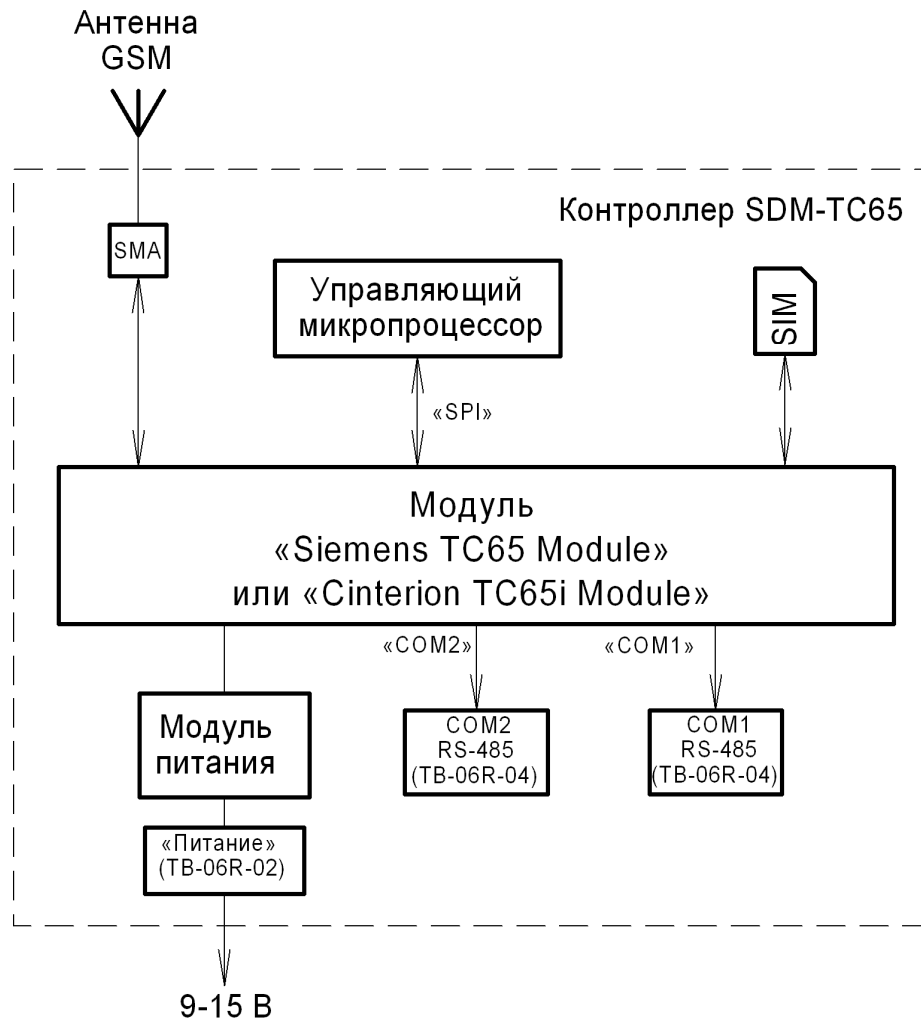 Антенна
GSM
Контроллер SDM-TC65
SMA
Управляющий
микропроцессор
SIM
«SPI»
Модуль
«Siemens TC65 Module»
или «Cinterion TC65i Module»
«COM2»
«COM1»
Модуль
питания
COM2
RS-485
(TB-06R-04)
COM1
RS-485
(TB-06R-04)
«Питание»
(TB-06R-02)
9-15 В